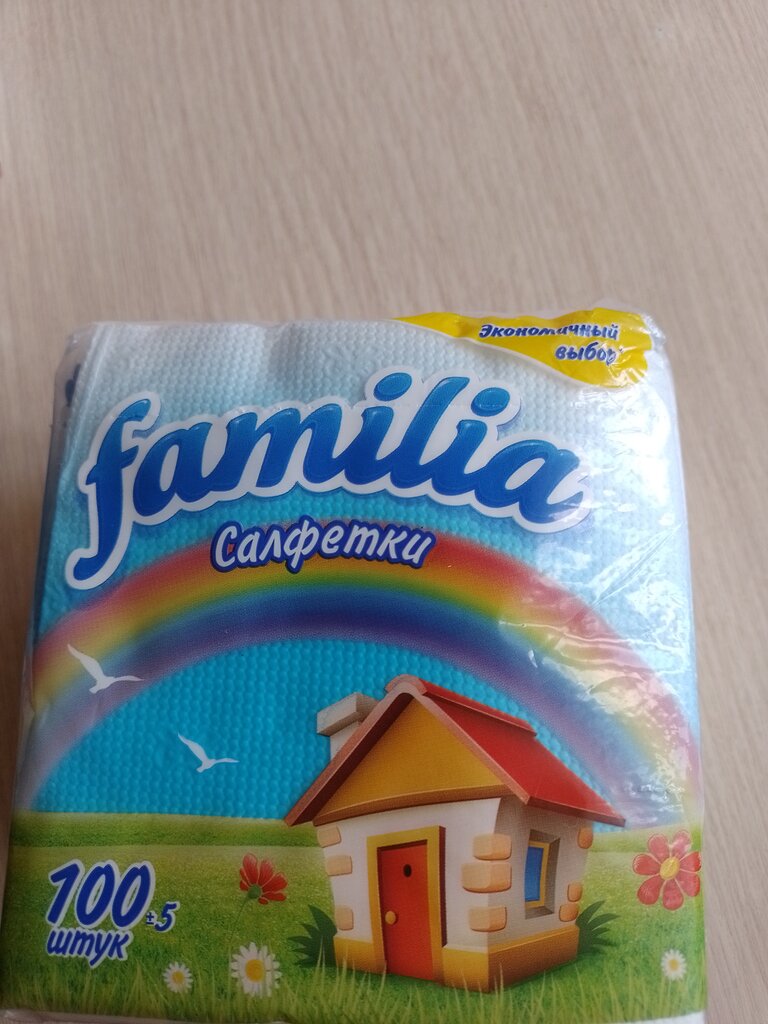 Экономичный
выбор
familia
Салфетки
100
±5
штук